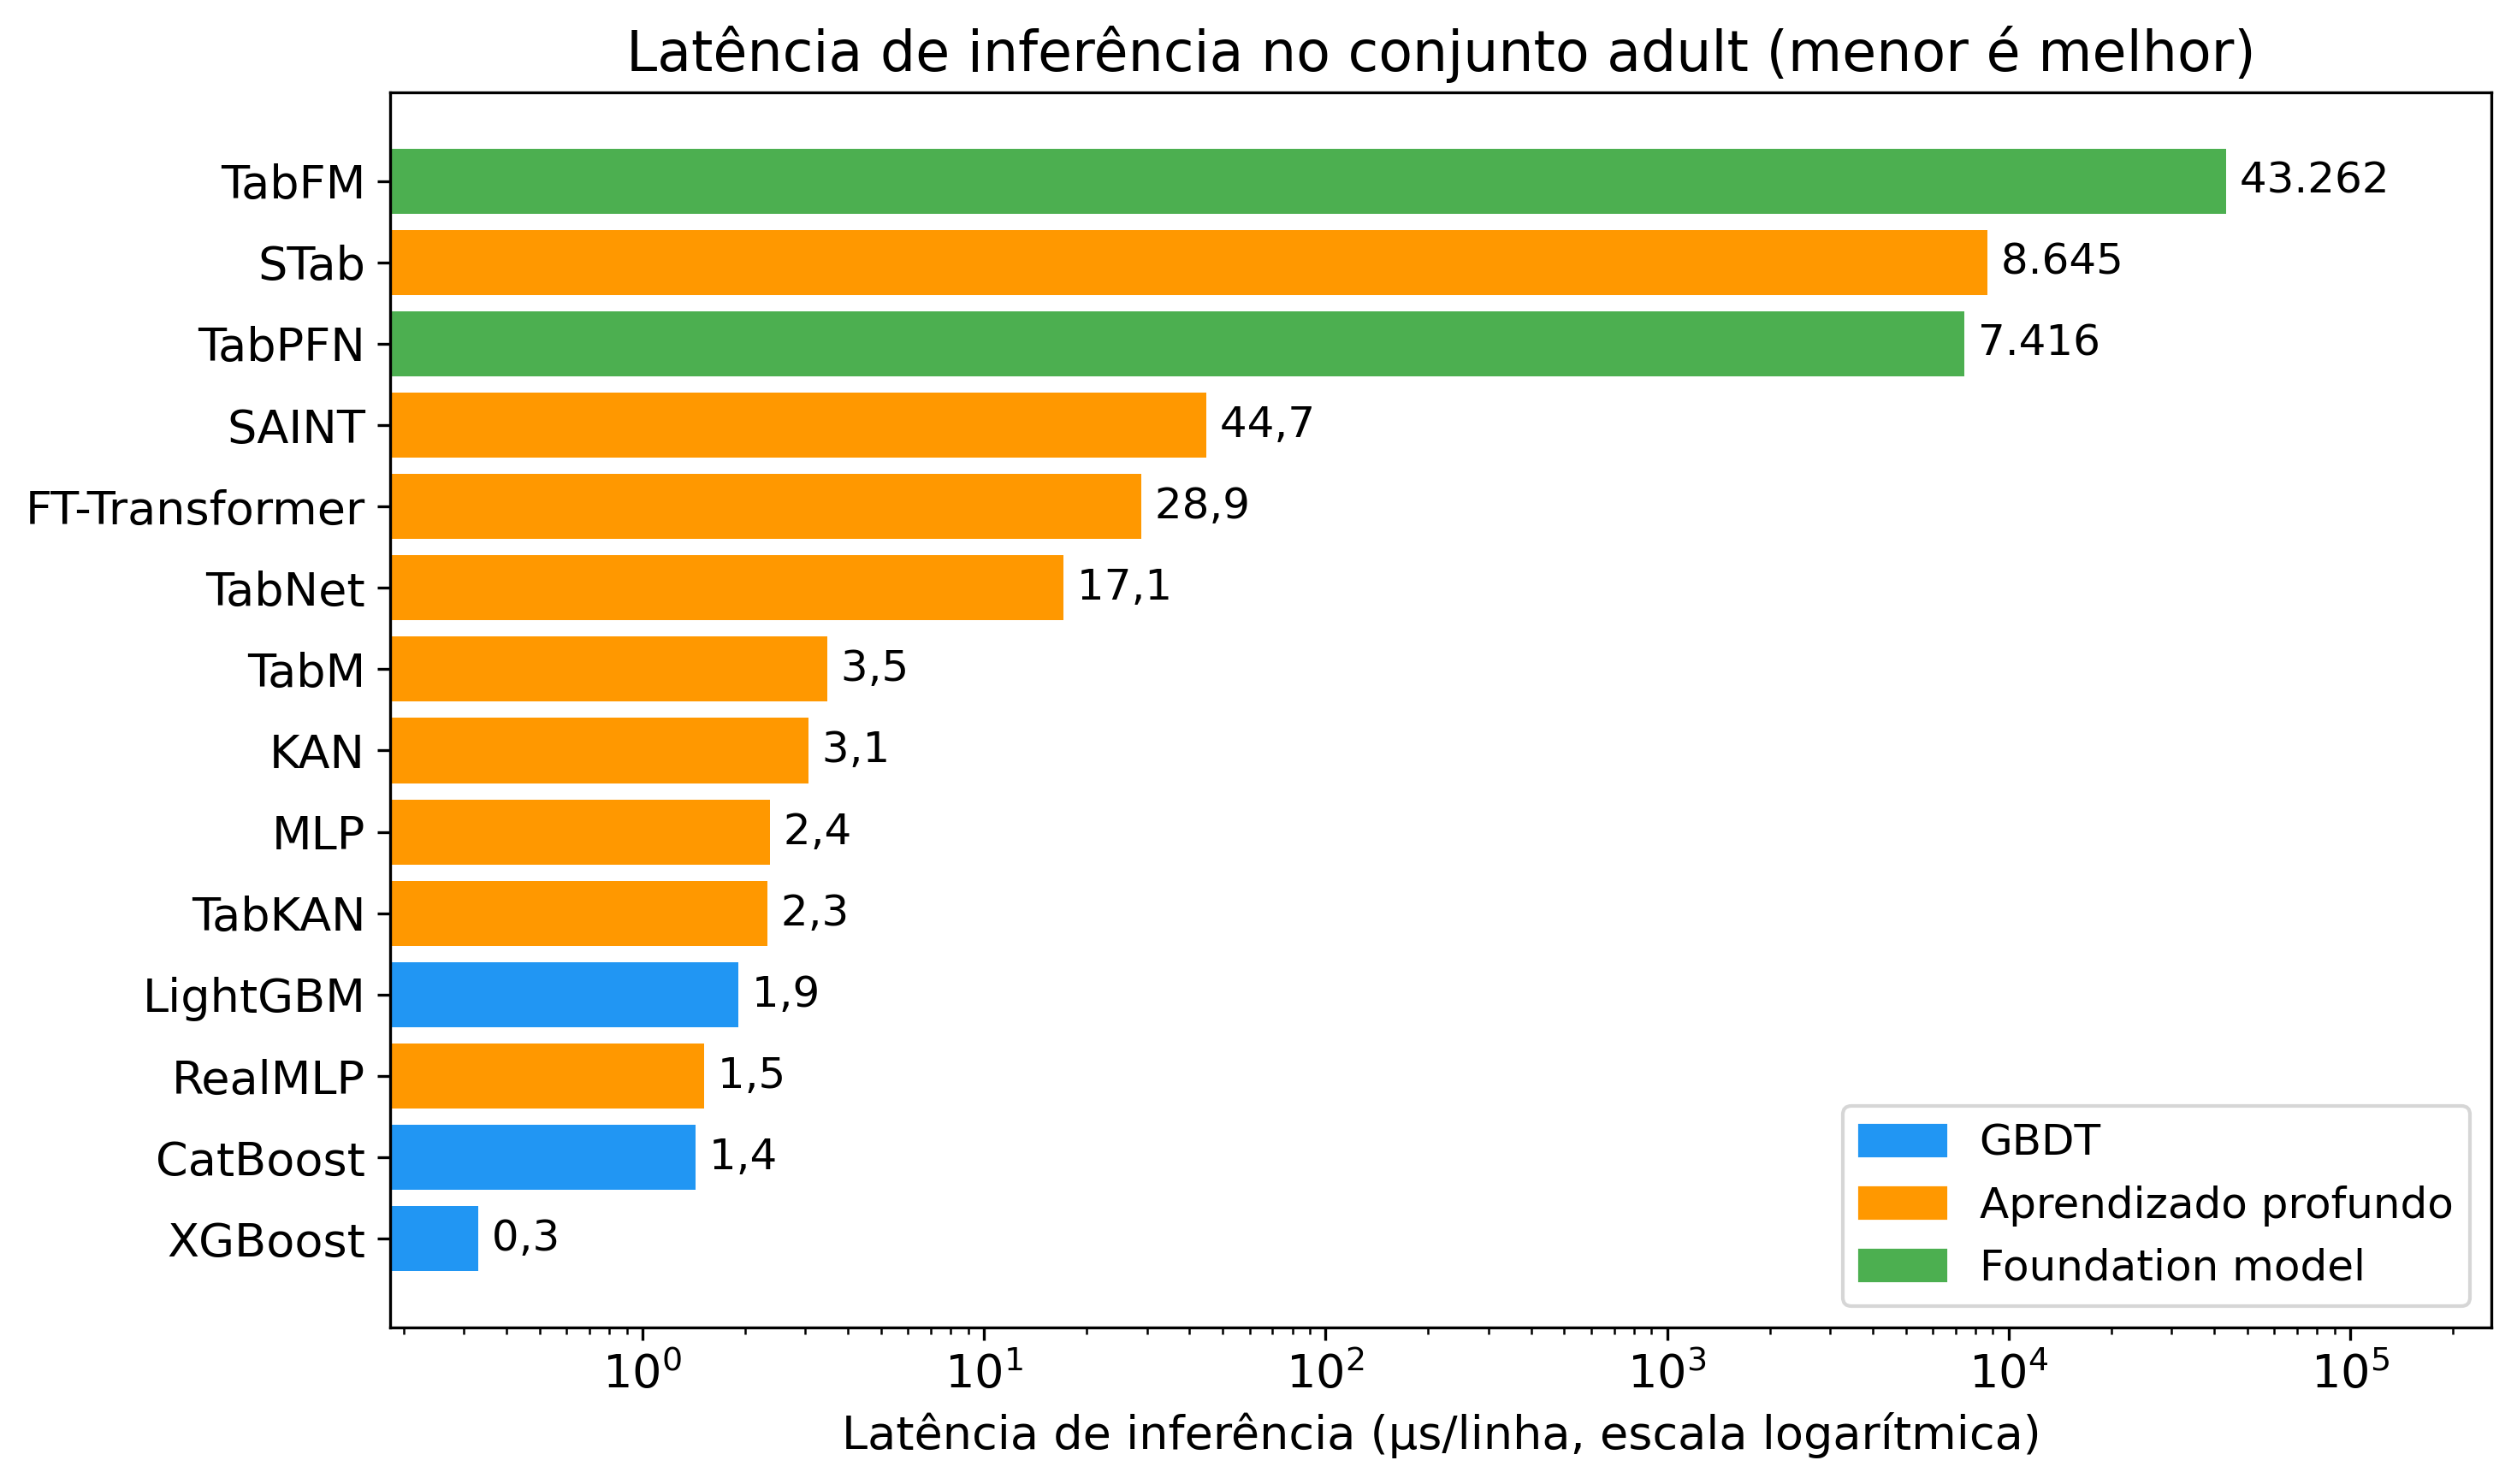 Latência de inferência no conjunto adult (menor é melhor)
TabFM 43.262
STab 8.645
TabPFN 7.416
SAINT 44,7
FT-Transformer 28,9
TabNet 17,1
TabM 3,5
KAN 3,1
MLP 2,4
TabKAN 2,3
LightGBM 1,9
RealMLP 1,5
CatBoost 1,4
XGBoost 0,3
GBDT
Aprendizado profundo
Foundation model
10⁰ 10¹ 10² 10³ 10⁴ 10⁵
Latência de inferência (μs/linha, escala logarítmica)